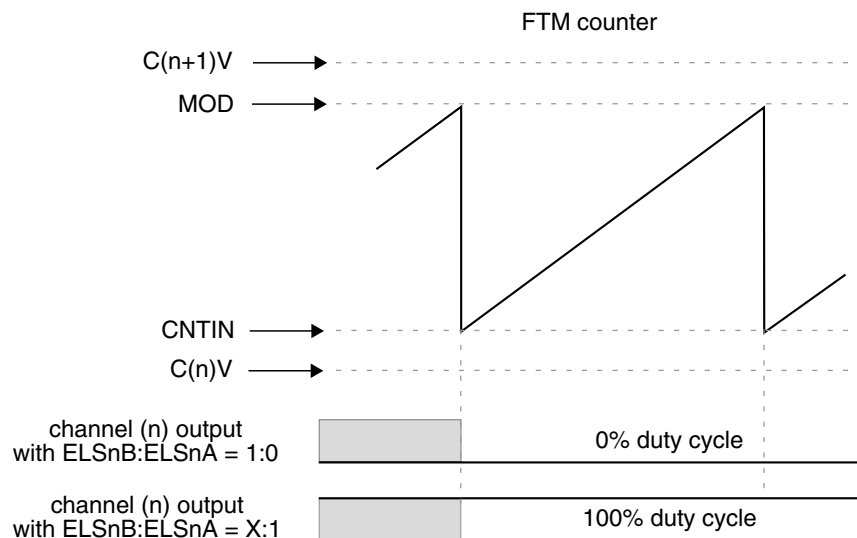 FTM counter
C(n+1)V
MOD
CNTIN
C(n)V
channel (n) output
with ELSnB:ELSnA = 1:0
0% duty cycle
channel (n) output
with ELSnB:ELSnA = X:1
100% duty cycle